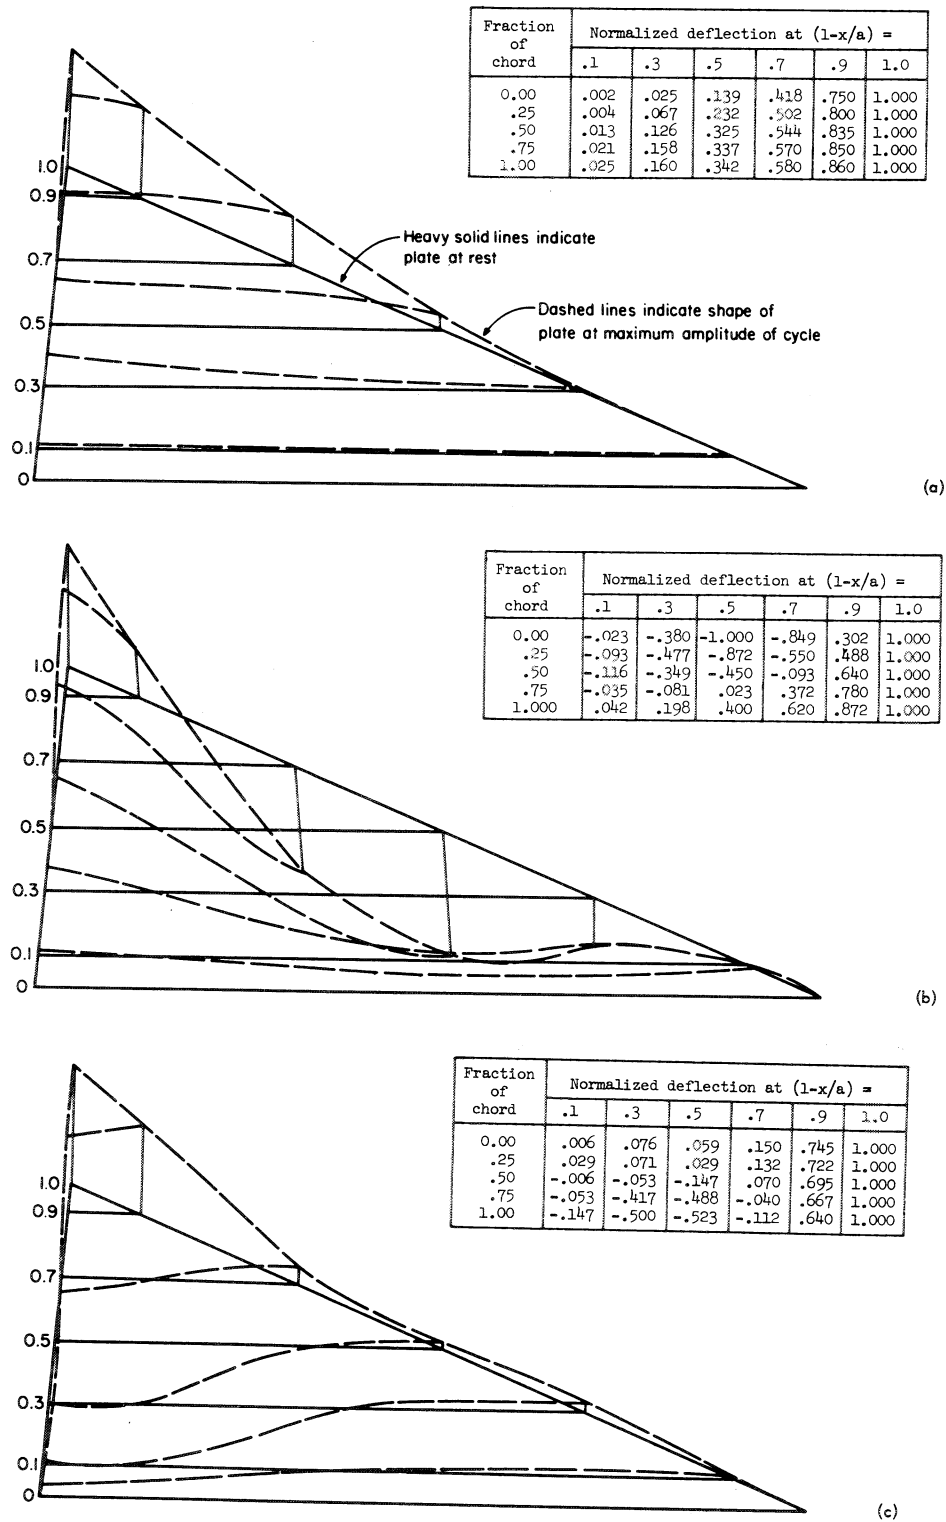 Fraction of chord
Normalized deflection at (1-x/a) =
.1 .3 .5 .7 .9 1.0
0.00 .002 .025 .139 .418 .750 1.000
.25 .004 .067 .232 .502 .800 1.000
.50 .013 .126 .325 .544 .835 1.000
.75 .021 .158 .337 .570 .850 1.000
1.00 .025 .160 .342 .580 .860 1.000
1.0
0.9
0.7
0.5
0.3
0.1
0
Heavy solid lines indicate
plate at rest
Dashed lines indicate shape of
plate at maximum amplitude of cycle
(a)
Fraction of chord
Normalized deflection at (1-x/a) =
.1 .3 .5 .7 .9 1.0
0.00 -.023 -.380 -1.000 -.849 .302 1.000
.25 -.093 -.477 -.872 -.550 .488 1.000
.50 -.116 -.349 -.450 -.093 .640 1.000
.75 -.035 -.081 .023 .372 .780 1.000
1.000 .042 .198 .400 .620 .872 1.000
1.0
0.9
0.7
0.5
0.3
0.1
0
(b)
Fraction of chord
Normalized deflection at (1-x/a) =
.1 .3 .5 .7 .9 1.0
0.00 .006 .076 .059 .150 .745 1.000
.25 .029 .071 .029 .132 .722 1.000
.50 -.006 -.053 -.147 .070 .695 1.000
.75 -.053 -.417 -.488 -.040 .667 1.000
1.00 -.147 -.500 -.523 -.112 .640 1.000
1.0
0.9
0.7
0.5
0.3
0.1
0
(c)